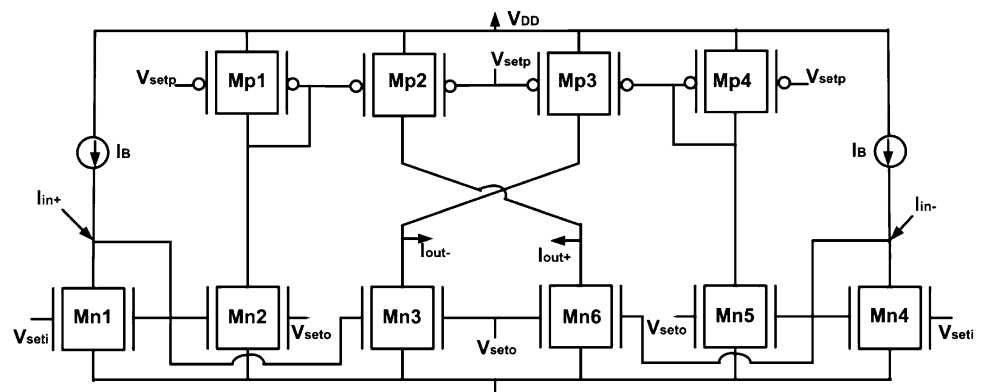 VDD
Vsetp Mp1 Mp2 Vsetp Mp3 Mp4 Vsetp
IB IB
Iin+ Iin-
Iout- Iout+
Mn1 Mn2 Mn3 Mn6 Mn5 Mn4
Vseti Vseto Vseto Vseto Vseti